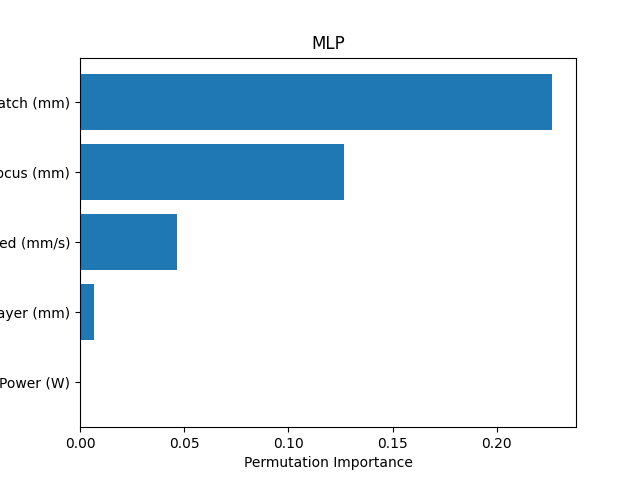 MLP
atch (mm)
ocus (mm)
ed (mm/s)
ayer (mm)
Power (W)
0.00 0.05 0.10 0.15 0.20
Permutation Importance